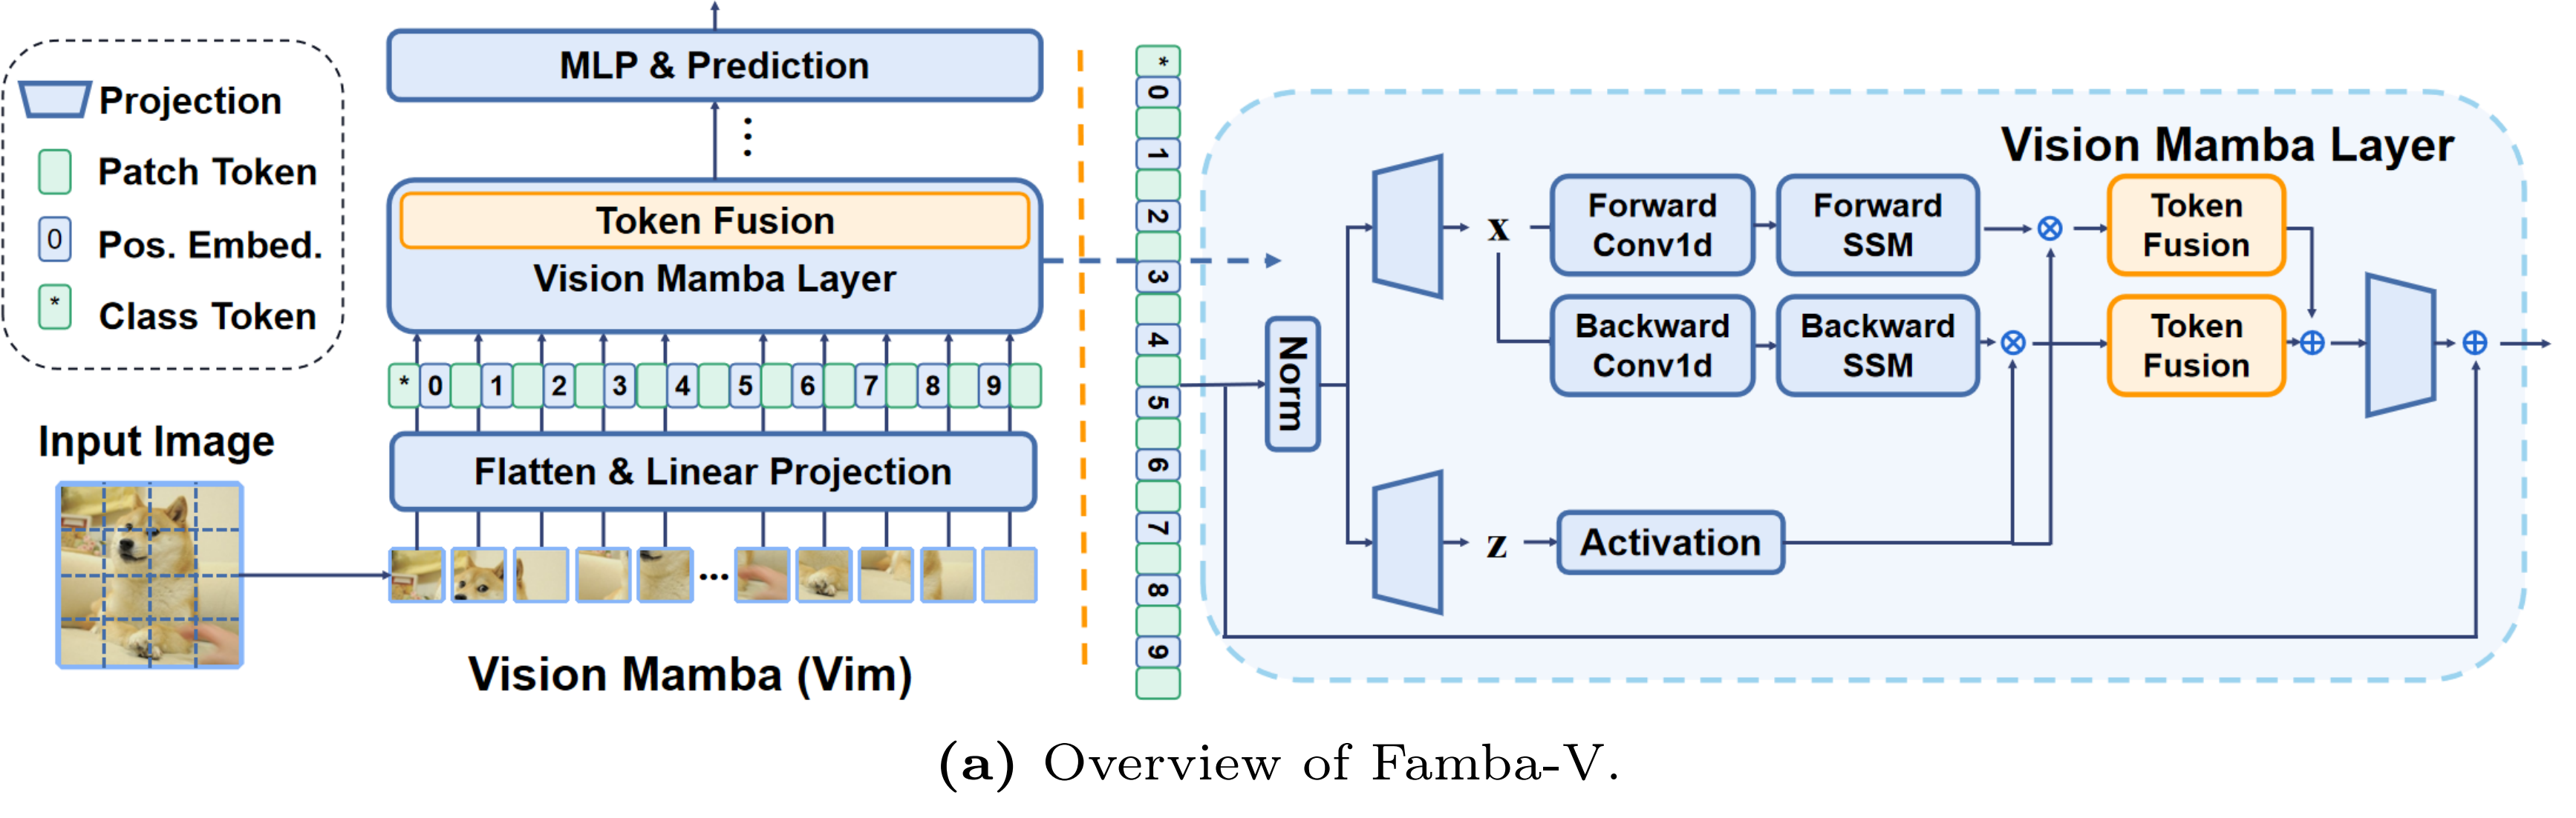 Projection
Patch Token
0 Pos. Embed.
* Class Token
Input Image
MLP & Prediction
⋮
Token Fusion
Vision Mamba Layer
* 0 1 2 3 4 5 6 7 8 9
Flatten & Linear Projection
...
Vision Mamba (Vim)
*
0
1
2
3
4
5
6
7
8
9
Vision Mamba Layer
Norm
x
Forward
Conv1d
Forward
SSM
⊗
Token
Fusion
Backward
Conv1d
Backward
SSM
⊗
Token
Fusion
⊕
⊕
z
Activation
(a) Overview of Famba-V.